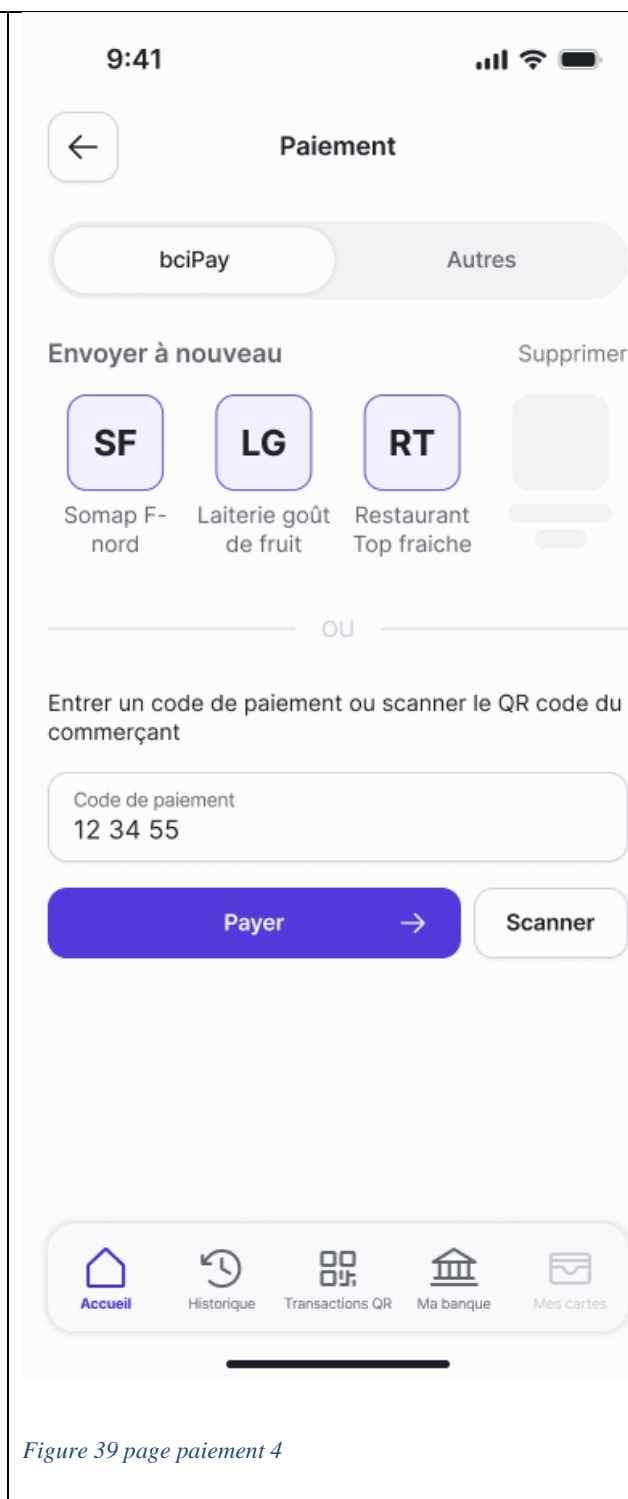 9:41
Paiement
bciPay
Autres
Envoyer à nouveau
Supprimer
SF
LG
RT
Somap F-
nord
Laiterie goût
de fruit
Restaurant
Top fraiche
OU
Entrer un code de paiement ou scanner le QR code du
commerçant
Code de paiement
12 34 55
Payer
Scanner
Accueil
Historique
Transactions QR
Ma banque
Mes cartes
Figure 39 page paiement 4